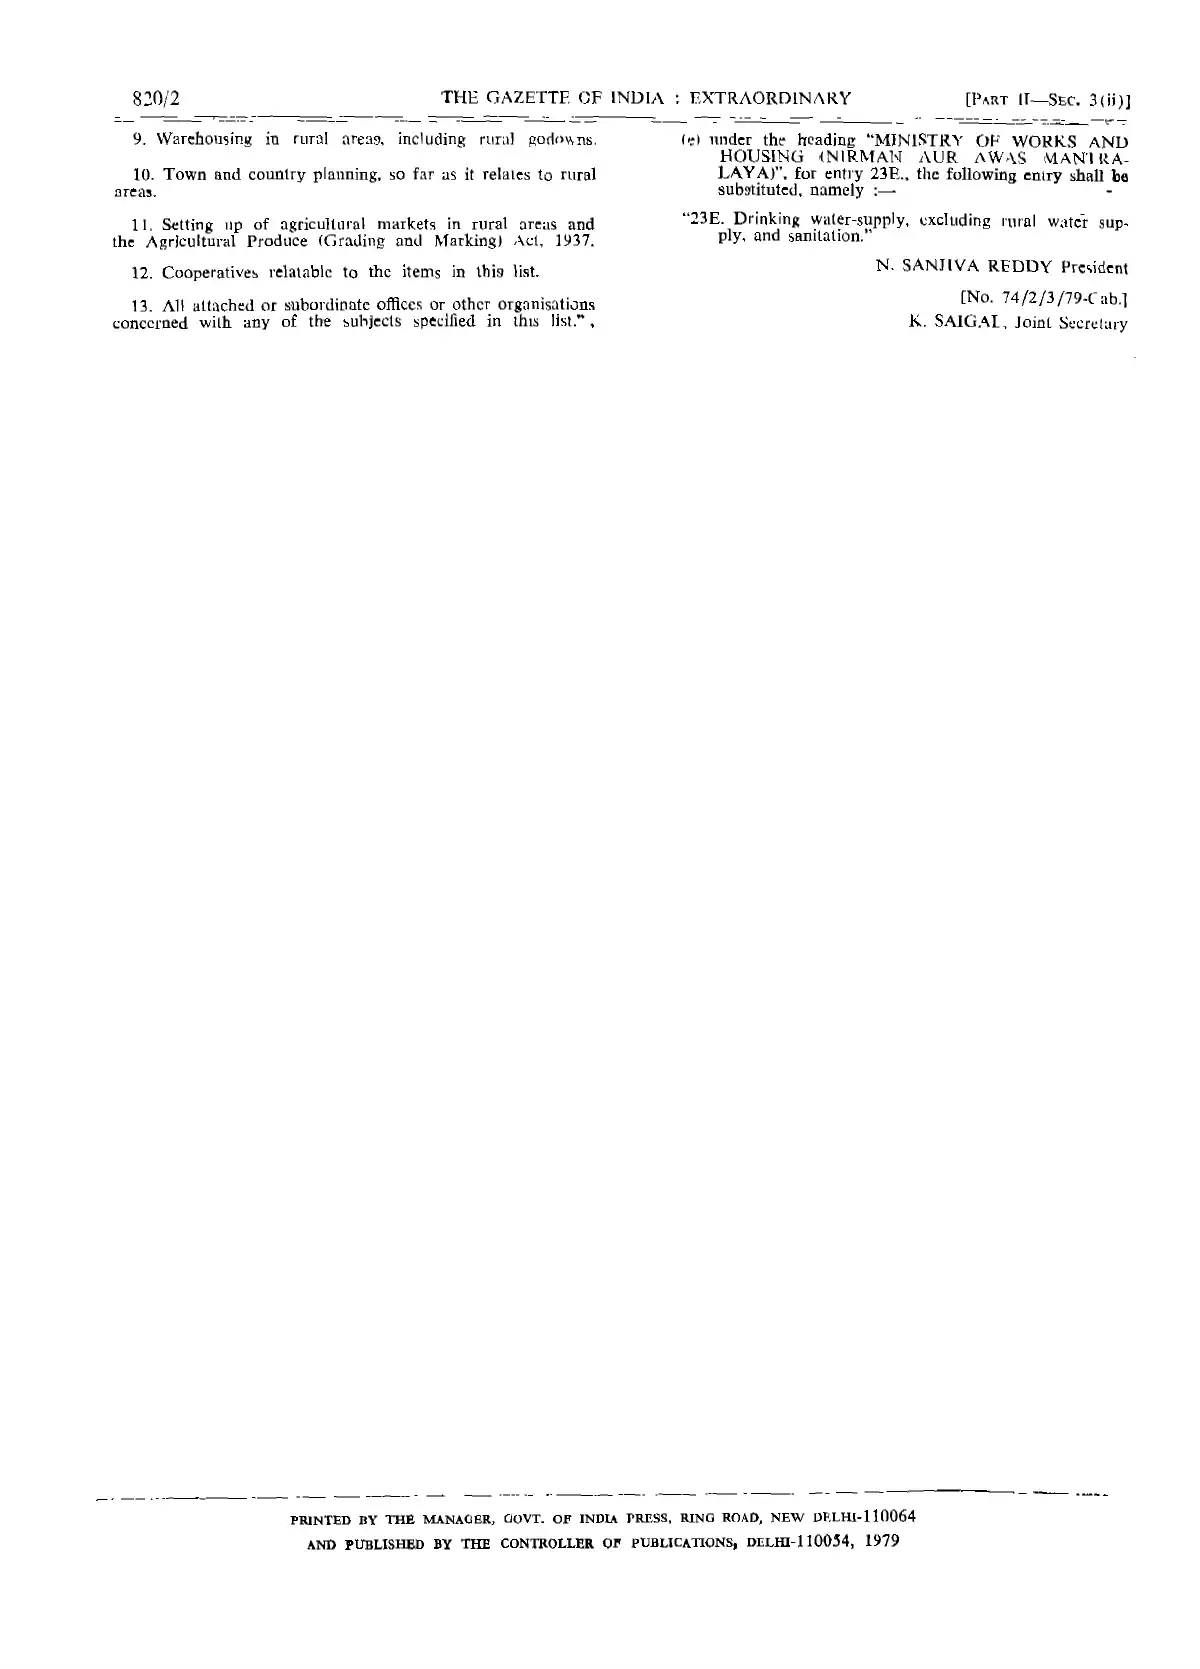 820/2 THE GAZETTE OF INDIA : EXTRAORDINARY [PART II—SEC. 3(ii)]
9. Warehousing in rural areas, including rural godowns.
10. Town and country planning, so far as it relates to rural
areas.
11. Setting up of agricultural markets in rural areas and
the Agricultural Produce (Grading and Marking) Act, 1937.
12. Cooperatives relatable to the items in this list.
13. All attached or subordinate offices or other organisations
concerned with any of the subjects specified in this list.",
(e) under the heading "MINISTRY OF WORKS AND
HOUSING (NIRMAN AUR AWAS MANTRA-
LAYA)", for entry 23E., the following entry shall be
substituted, namely :—
"23E. Drinking water-supply, excluding rural water sup-
ply, and sanitation."
N. SANJIVA REDDY President
[No. 74/2/3/79-Cab.]
K. SAIGAL, Joint Secretary
PRINTED BY THE MANAGER, GOVT. OF INDIA PRESS, RING ROAD, NEW DELHI-110064
AND PUBLISHED BY THE CONTROLLER OF PUBLICATIONS, DELHI-110054, 1979